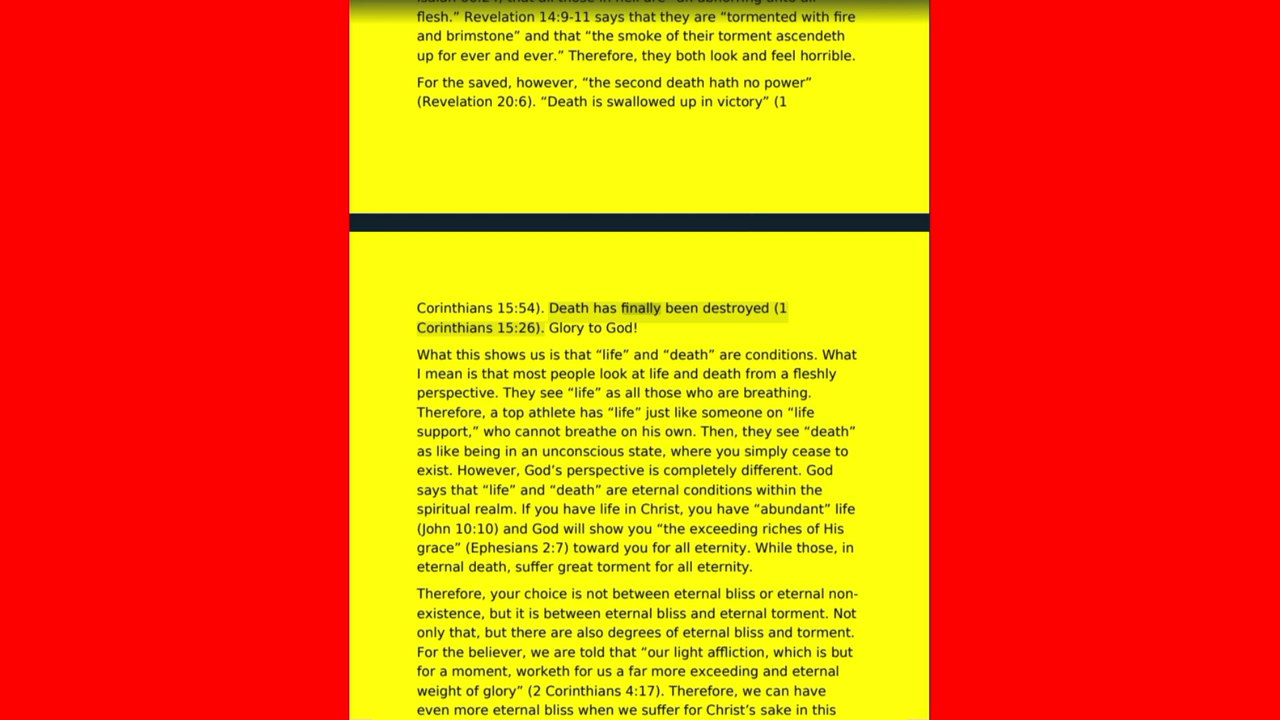 flesh.” Revelation 14:9-11 says that they are “tormented with fire
and brimstone” and that “the smoke of their torment ascendeth
up for ever and ever.” Therefore, they both look and feel horrible.
For the saved, however, “the second death hath no power”
(Revelation 20:6). “Death is swallowed up in victory” (1
Corinthians 15:54). Death has finally been destroyed (1
Corinthians 15:26). Glory to God!
What this shows us is that “life” and “death” are conditions. What
I mean is that most people look at life and death from a fleshly
perspective. They see “life” as all those who are breathing.
Therefore, a top athlete has “life” just like someone on “life
support,” who cannot breathe on his own. Then, they see “death”
as like being in an unconscious state, where you simply cease to
exist. However, God’s perspective is completely different. God
says that “life” and “death” are eternal conditions within the
spiritual realm. If you have life in Christ, you have “abundant” life
(John 10:10) and God will show you “the exceeding riches of His
grace” (Ephesians 2:7) toward you for all eternity. While those, in
eternal death, suffer great torment for all eternity.
Therefore, your choice is not between eternal bliss or eternal non-
existence, but it is between eternal bliss and eternal torment. Not
only that, but there are also degrees of eternal bliss and torment.
For the believer, we are told that “our light affliction, which is but
for a moment, worketh for us a far more exceeding and eternal
weight of glory” (2 Corinthians 4:17). Therefore, we can have
even more eternal bliss when we suffer for Christ’s sake in this